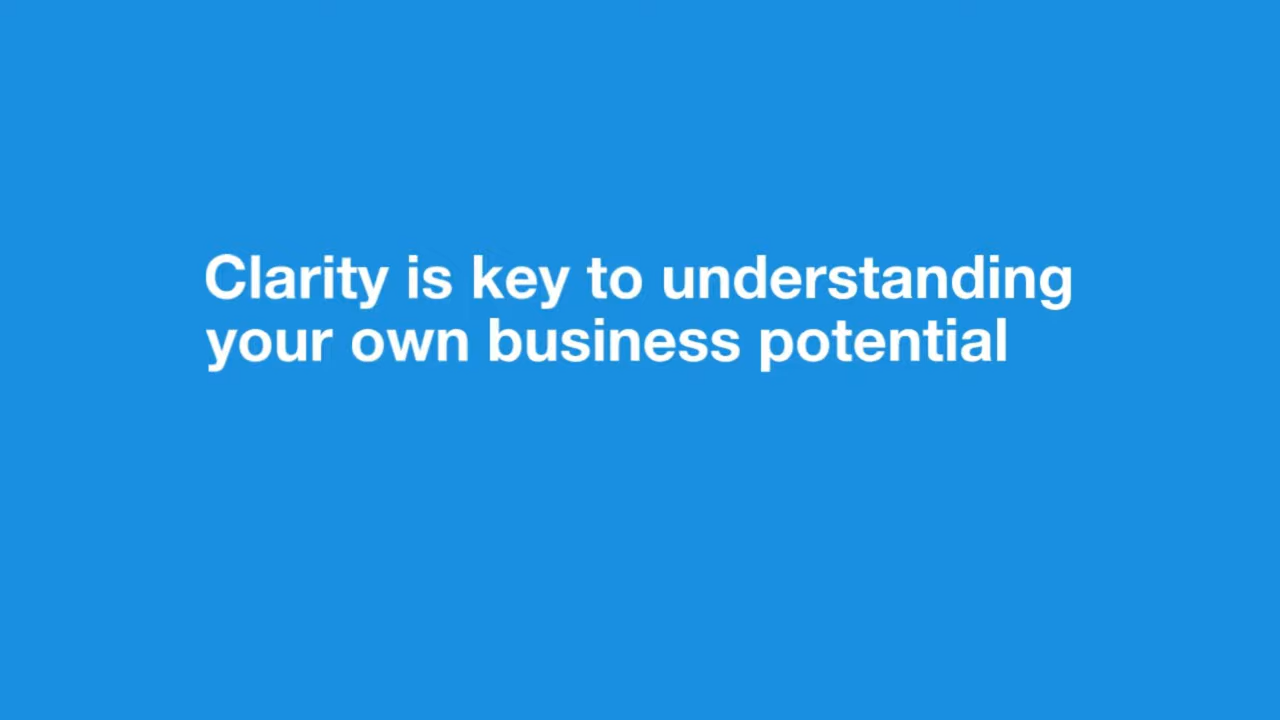 Clarity is key to understanding
your own business potential